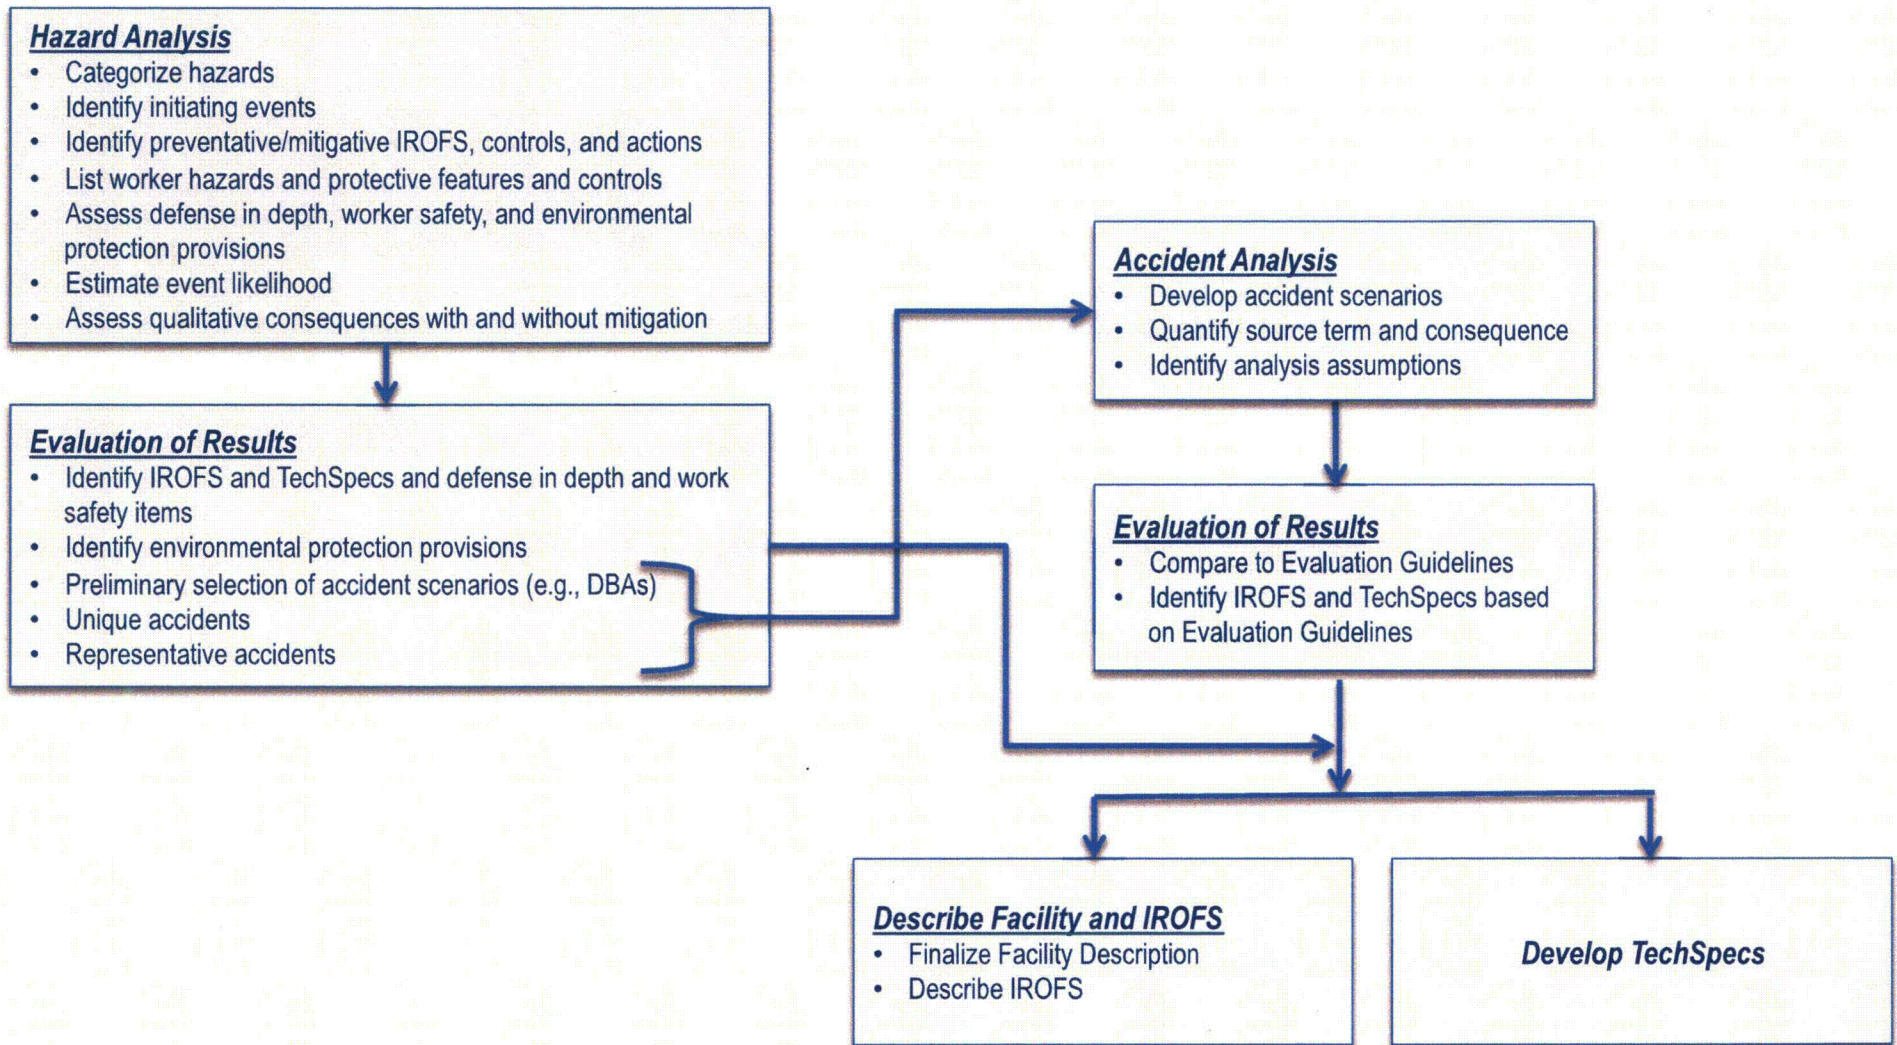 Hazard Analysis
• Categorize hazards
• Identify initiating events
• Identify preventative/mitigative IROFS, controls, and actions
• List worker hazards and protective features and controls
• Assess defense in depth, worker safety, and environmental
protection provisions
• Estimate event likelihood
• Assess qualitative consequences with and without mitigation
Evaluation of Results
• Identify IROFS and TechSpecs and defense in depth and work
safety items
• Identify environmental protection provisions
• Preliminary selection of accident scenarios (e.g., DBAs)
• Unique accidents
• Representative accidents
Accident Analysis
• Develop accident scenarios
• Quantify source term and consequence
• Identify analysis assumptions
Evaluation of Results
• Compare to Evaluation Guidelines
• Identify IROFS and TechSpecs based
on Evaluation Guidelines
Describe Facility and IROFS
• Finalize Facility Description
• Describe IROFS
Develop TechSpecs